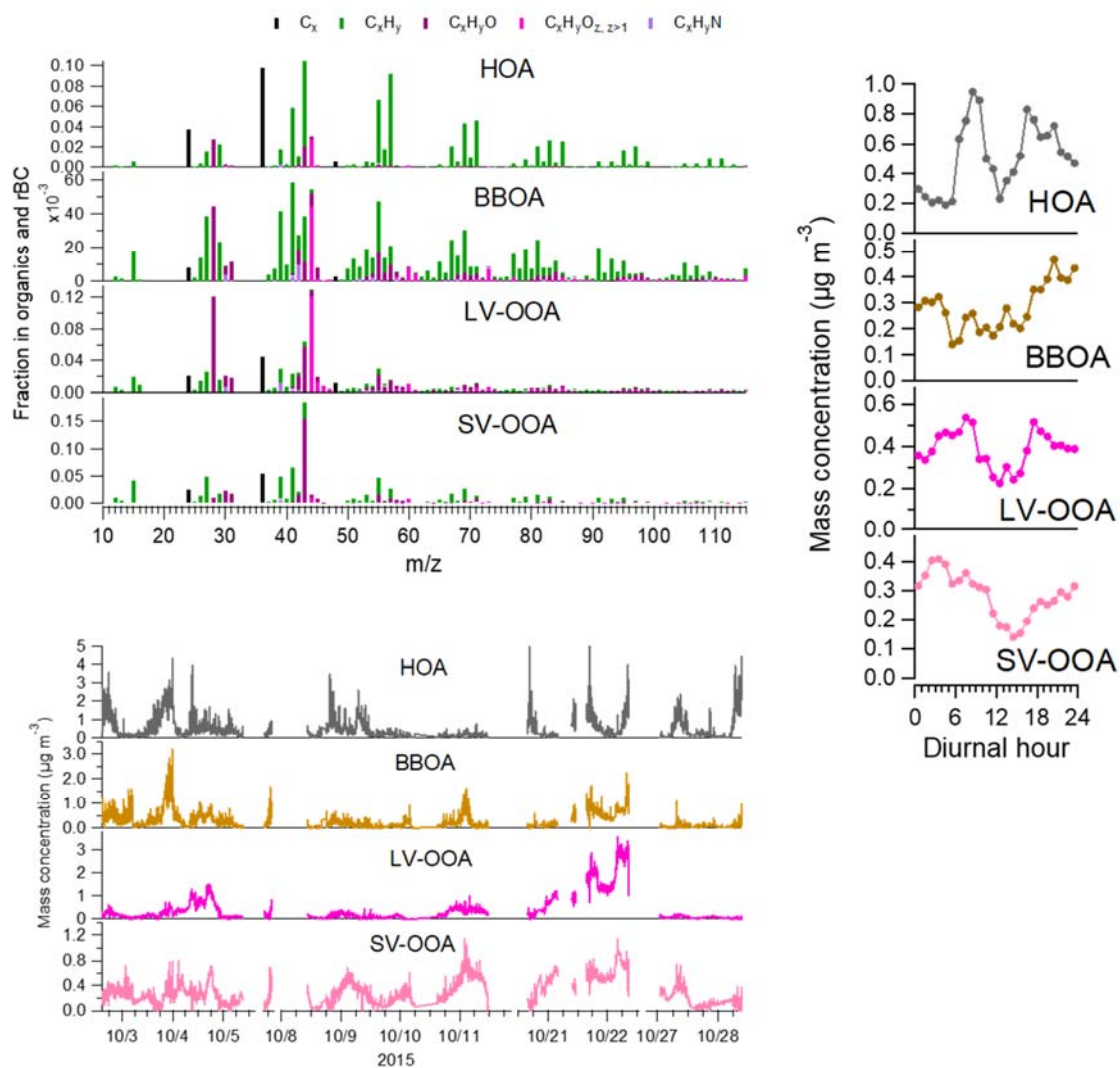 Cx CxHy CxHyO CxHyOz, z>1 CxHyN
Fraction in organics and rBC
0.10
0.08
0.06
0.04
0.02
0.00
HOA
x10-3
60
40
20
0
BBOA
0.12
0.08
0.04
0.00
LV-OOA
0.15
0.10
0.05
0.00
SV-OOA
10 20 30 40 50 60 70 80 90 100 110
m/z
Mass concentration (µg m-3)
1.0
0.8
0.6
0.4
0.2
0.0
HOA
0.5
0.4
0.3
0.2
0.1
0.0
BBOA
0.6
0.4
0.2
0.0
LV-OOA
0.4
0.3
0.2
0.1
0.0
SV-OOA
0 6 12 18 24
Diurnal hour
Mass concentration (µg m-3)
5
4
3
2
1
0
HOA
3.0
2.0
1.0
0.0
BBOA
3
2
1
0
LV-OOA
1.2
0.8
0.4
0.0
SV-OOA
10/3 10/4 10/5 10/8 10/9 10/10 10/11 10/21 10/22 10/27 10/28
2015